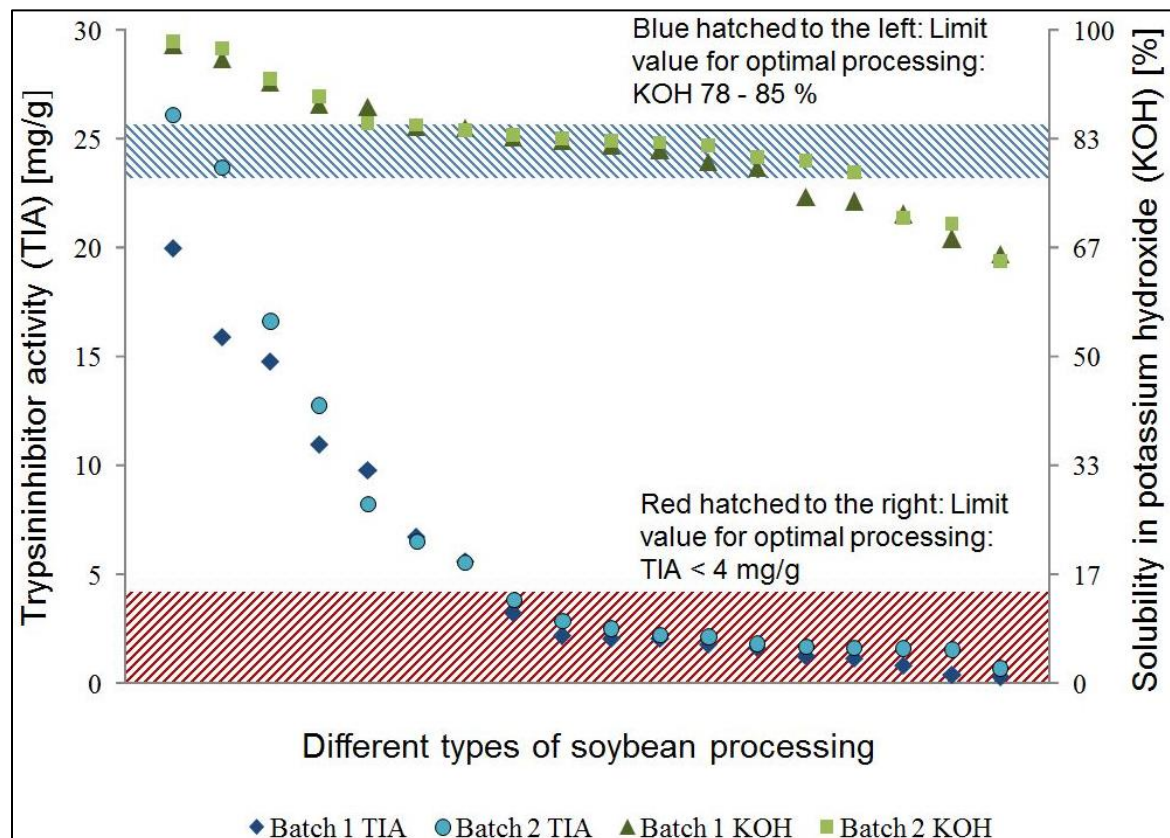 Trypsininhibitor activity (TIA) [mg/g]
30
25
20
15
10
5
0
Blue hatched to the left: Limit
value for optimal processing:
KOH 78 - 85 %
Red hatched to the right: Limit
value for optimal processing:
TIA < 4 mg/g
100
83
67
50
33
17
0
Solubility in potassium hydroxide (KOH) [%]
Different types of soybean processing
Batch 1 TIA Batch 2 TIA Batch 1 KOH Batch 2 KOH